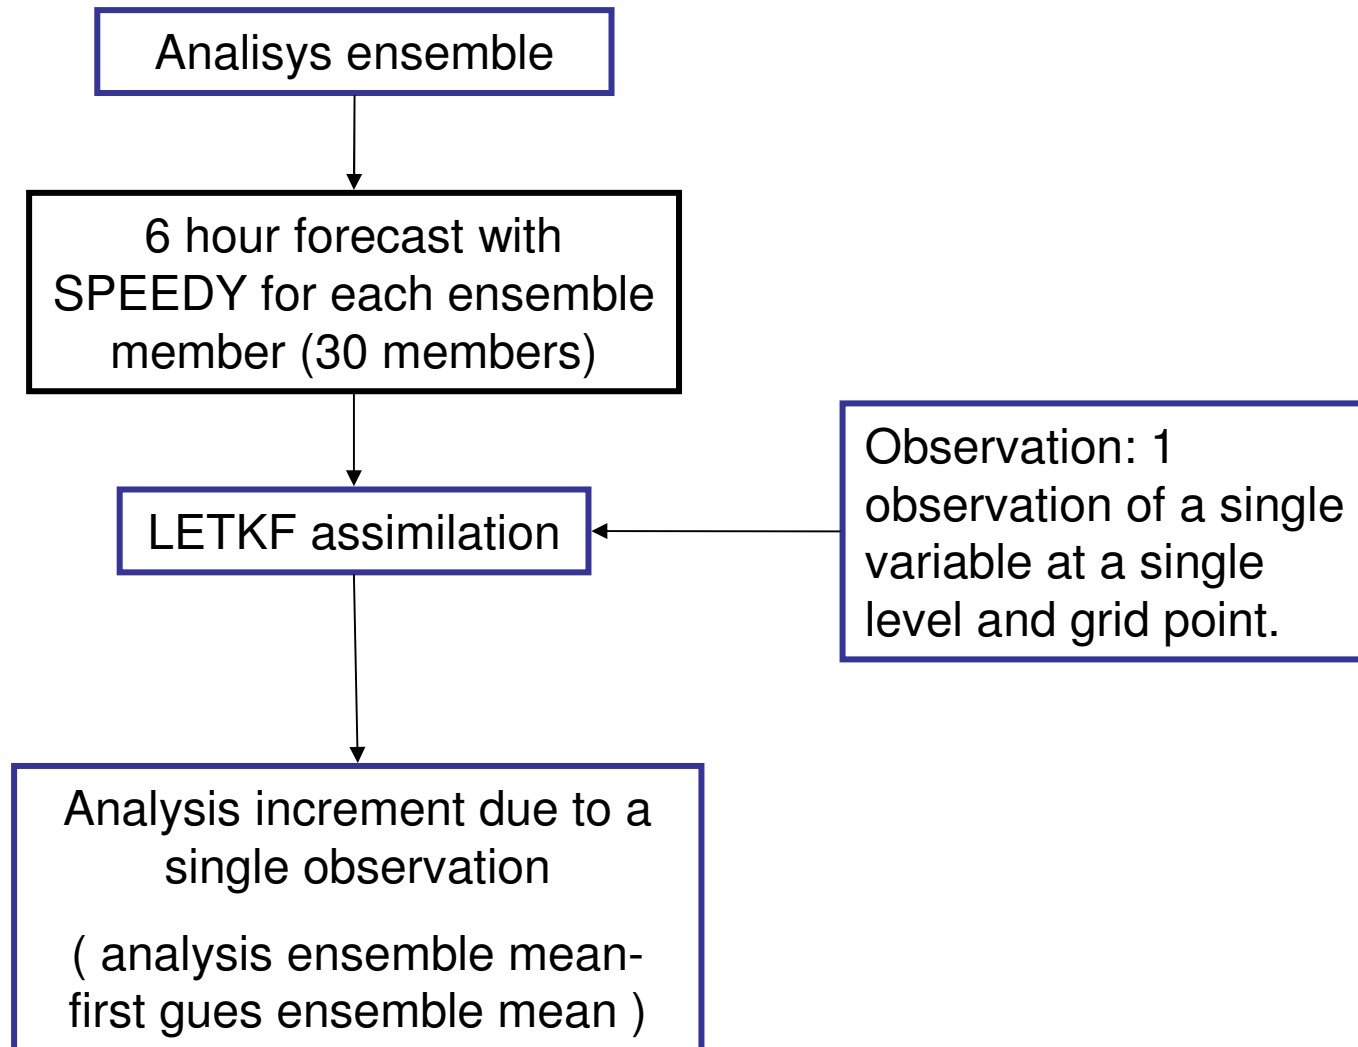 Analisys ensemble
6 hour forecast with
SPEEDY for each ensemble
member (30 members)
Observation: 1
observation of a single
variable at a single
level and grid point.
LETKF assimilation
Analysis increment due to a
single observation
( analysis ensemble mean-
first gues ensemble mean )